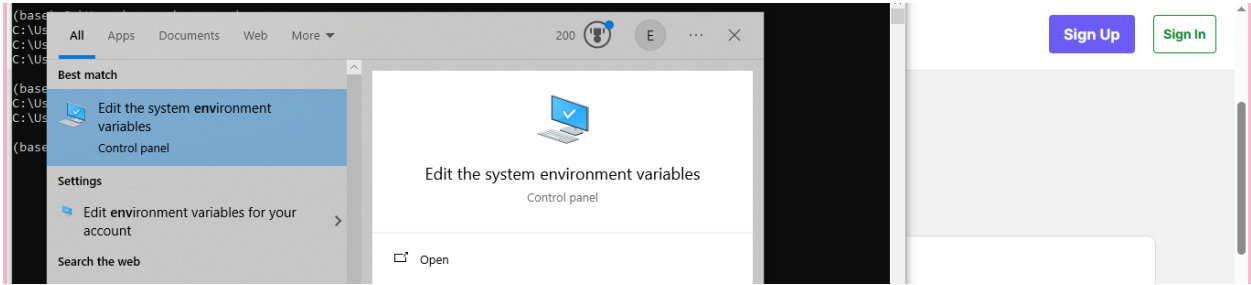 (base
C:\Us
C:\Us
C:\Us
(base
C:\Us
C:\Us
(base
All Apps Documents Web More 200 E ... 
Best match
Edit the system environment
variables
Control panel
Settings
Edit environment variables for your
account
Search the web
Edit the system environment variables
Control panel
Open
Sign Up Sign In